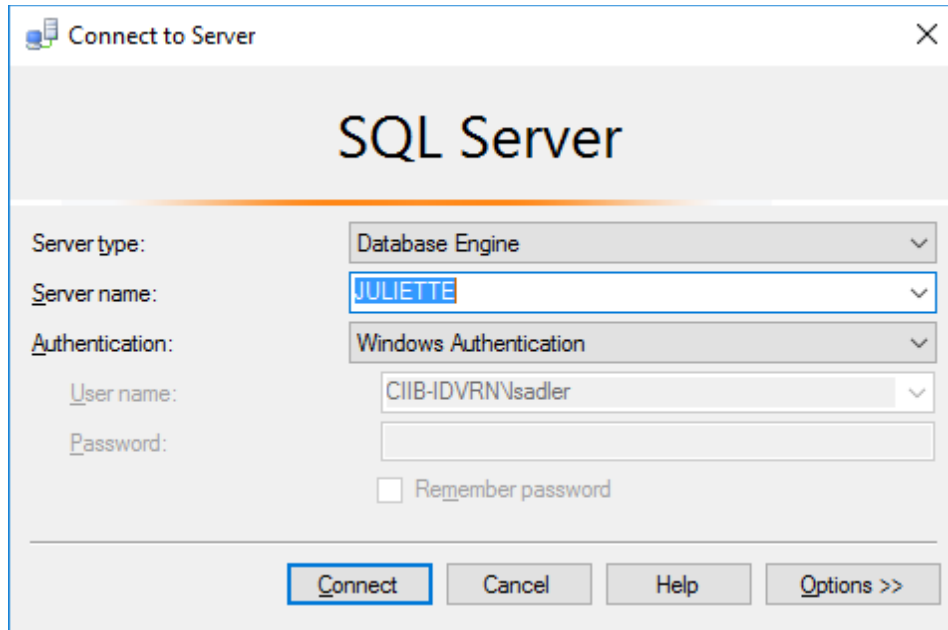 Connect to Server
SQL Server
Server type: Database Engine
Server name: JULIETTE
Authentication: Windows Authentication
User name: CIIB-IDVRN\lsadler
Password:
Remember password
Connect Cancel Help Options >>